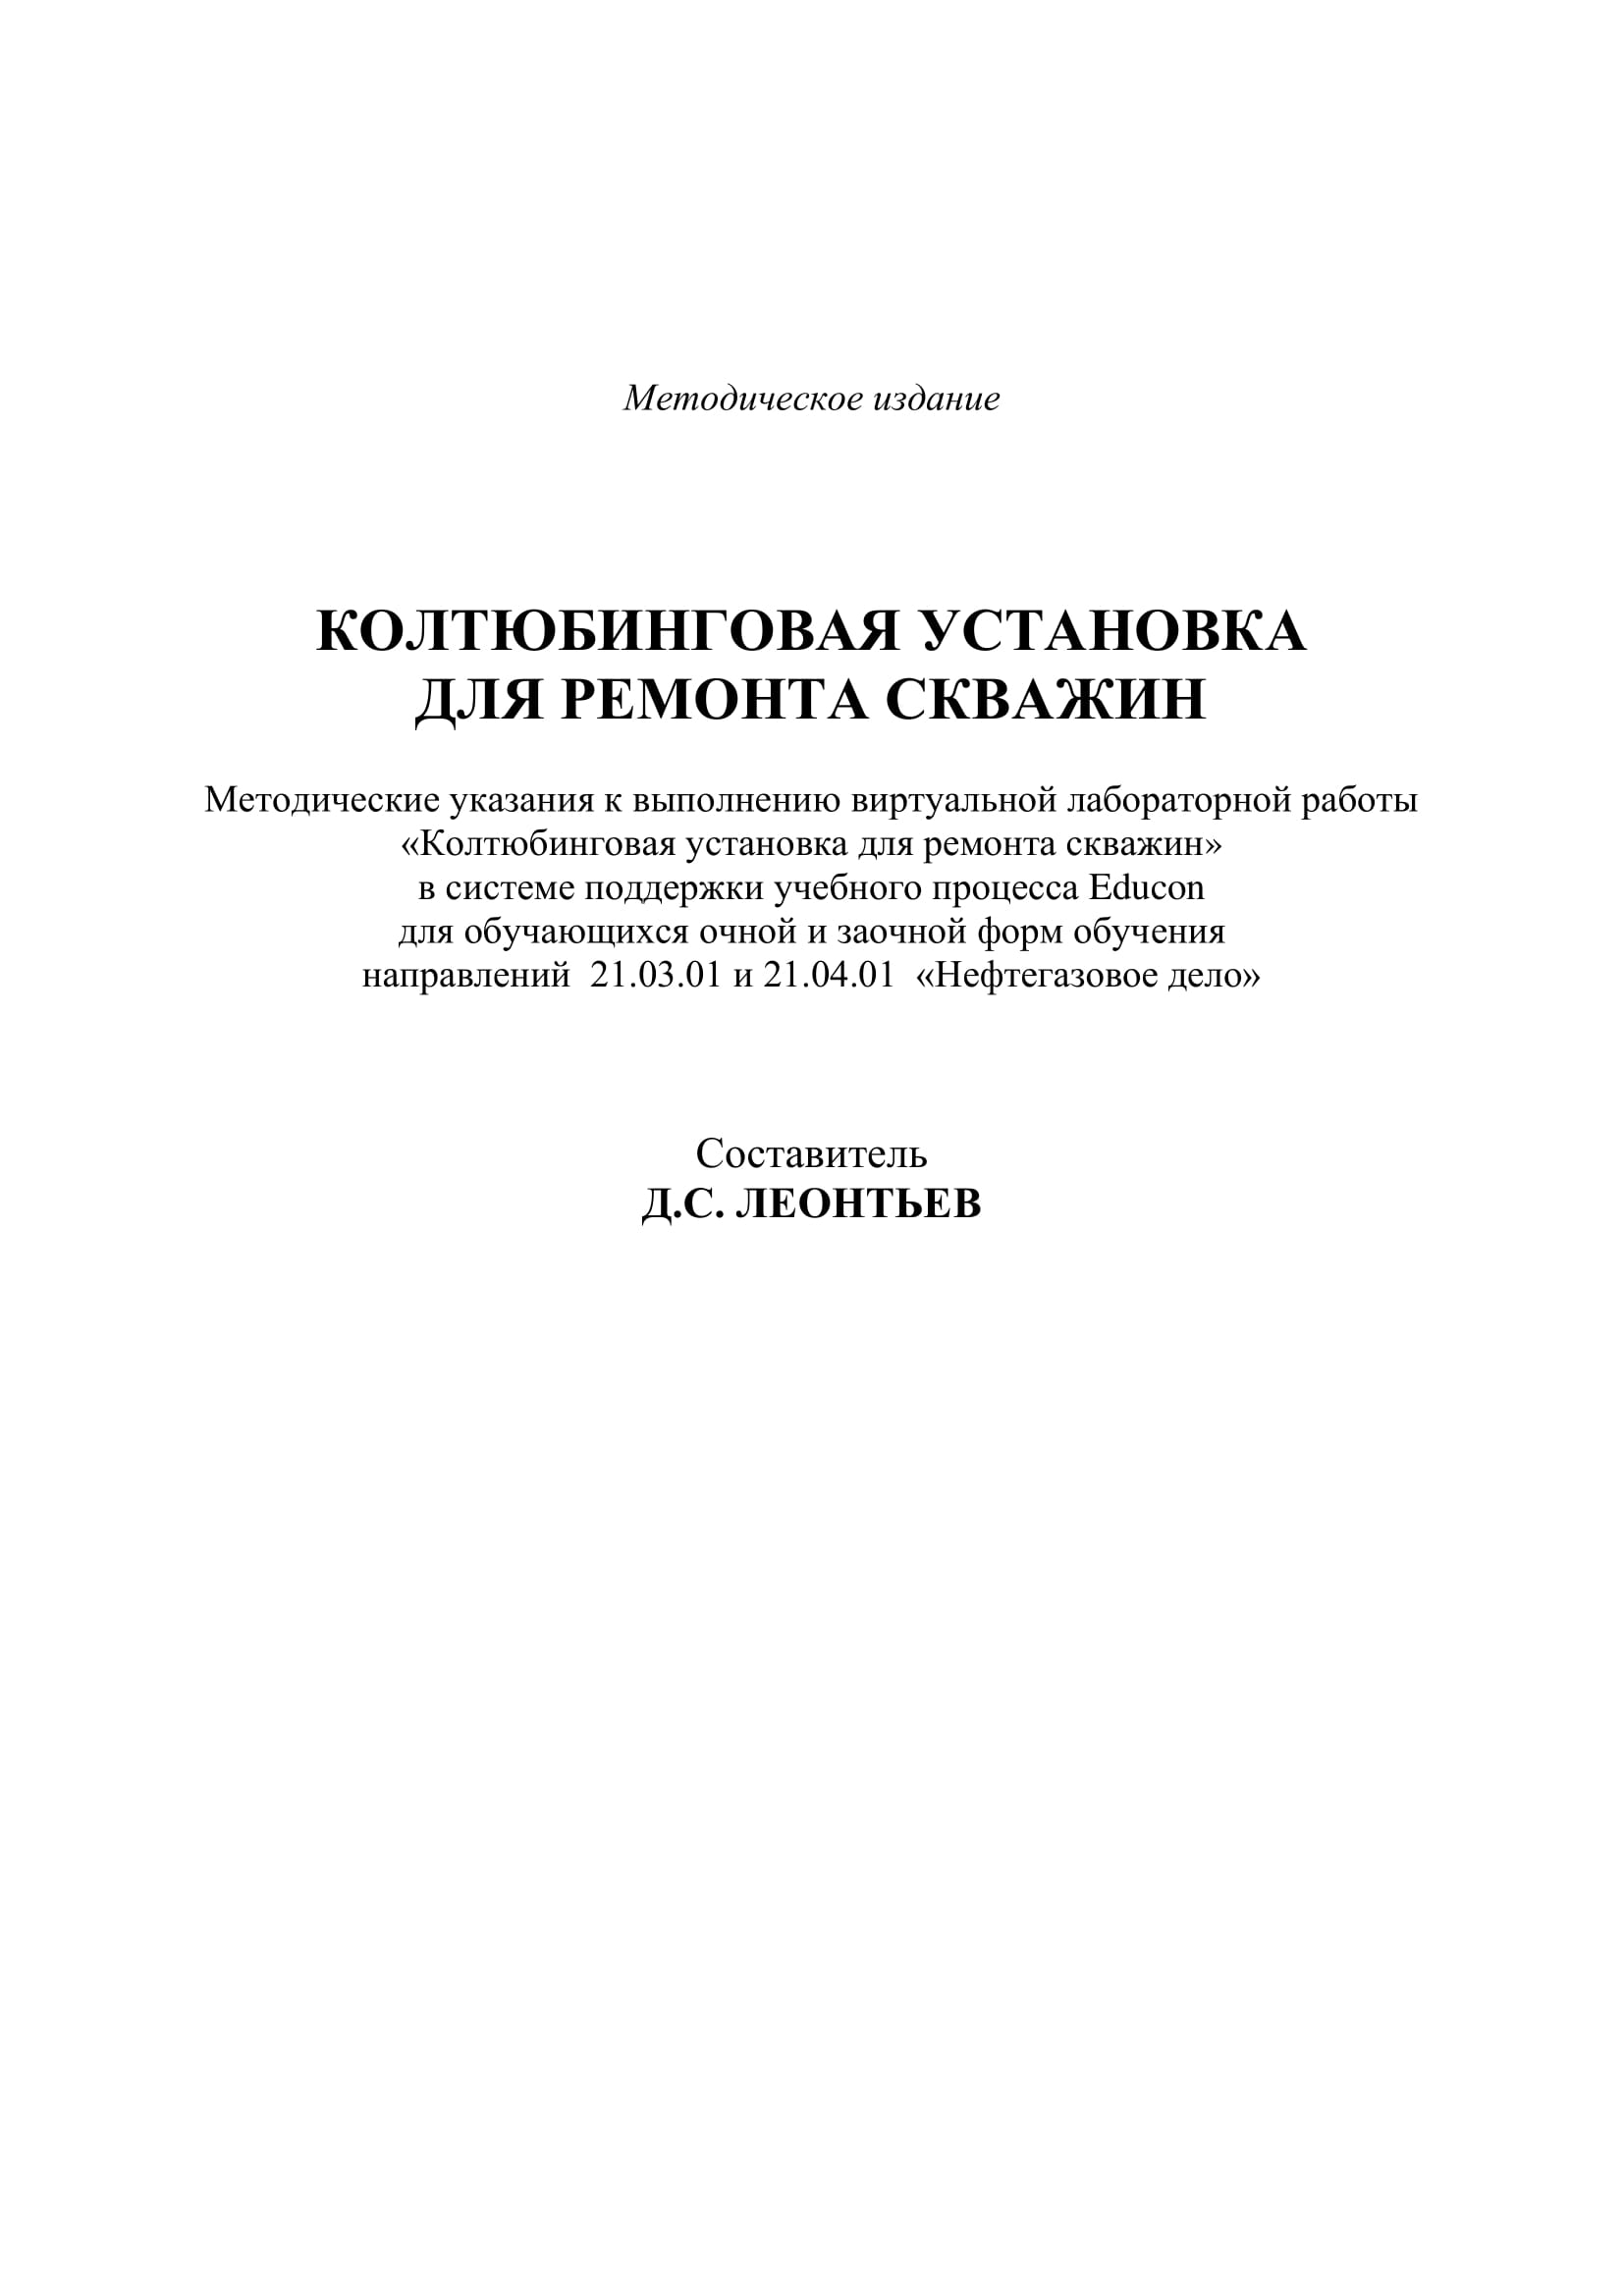 Методическое издание
КОЛТЮБИНГОВАЯ УСТАНОВКА
ДЛЯ РЕМОНТА СКВАЖИН
Методические указания к выполнению виртуальной лабораторной работы
«Колтюбинговая установка для ремонта скважин»
в системе поддержки учебного процесса Educon
для обучающихся очной и заочной форм обучения
направлений 21.03.01 и 21.04.01 «Нефтегазовое дело»
Составитель
Д.С. ЛЕОНТЬЕВ